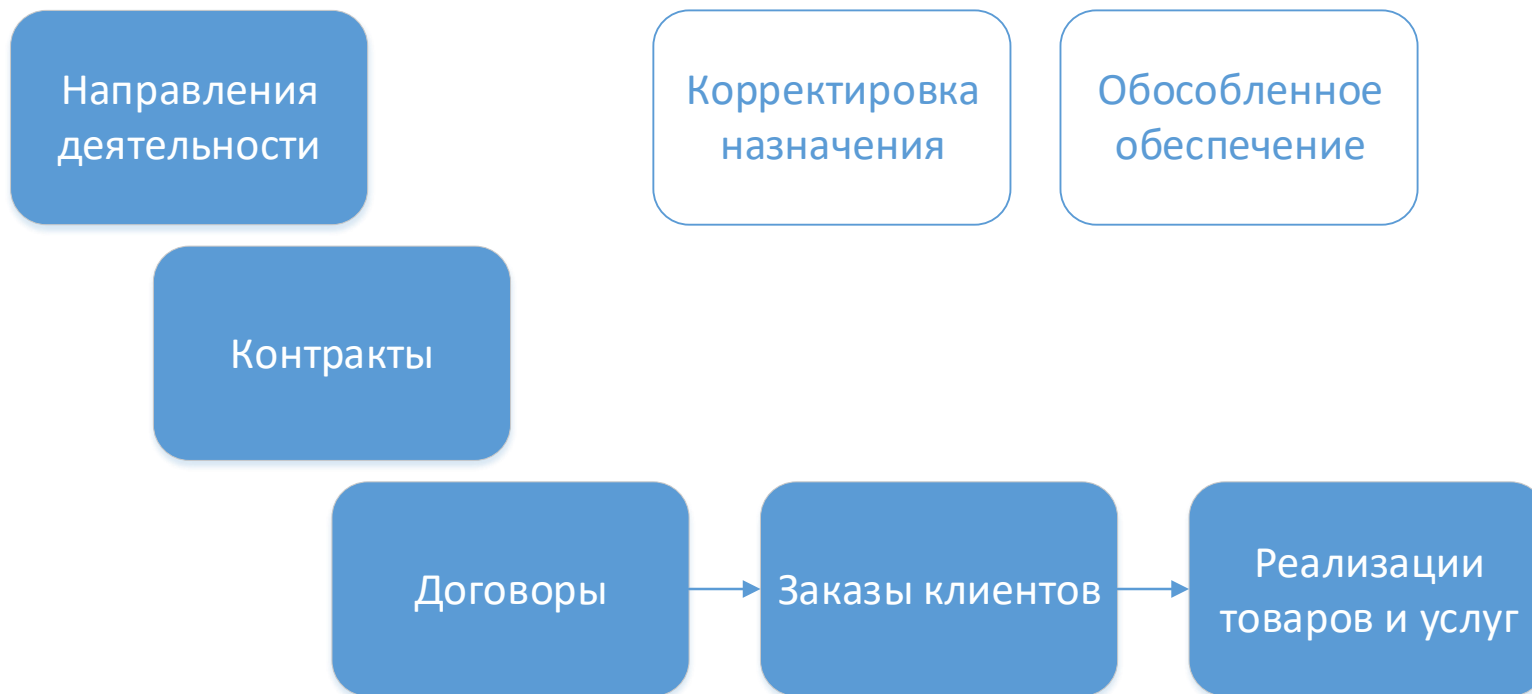 Направления
деятельности
Корректировка
назначения
Обособленное
обеспечение
Контракты
Договоры
Заказы клиентов
Реализации
товаров и услуг